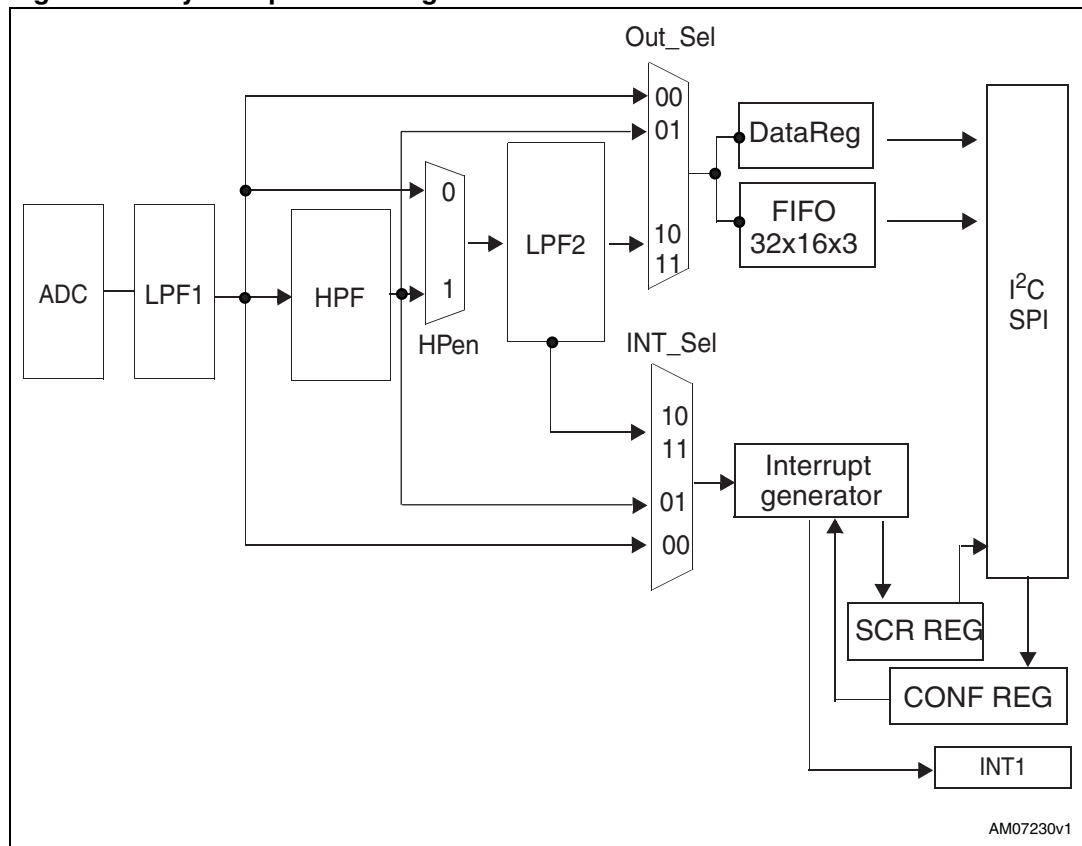 Out_Sel
00
01
10
11
DataReg
FIFO
32x16x3
I2C
SPI
ADC
LPF1
HPF
0
1
HPen
LPF2
INT_Sel
10
11
01
00
Interrupt
generator
SCR REG
CONF REG
INT1
AM07230v1